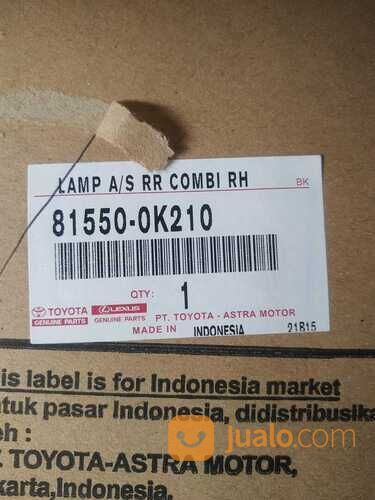 LAMP A/S RR COMBI RH
BK
81550-0K210
QTY: 1
TOYOTA LEXUS
GENUINE PARTS GENUINE PARTS
PT. TOYOTA - ASTRA MOTOR
MADE IN INDONESIA 21B15
is label is for Indonesia market
tuk pasar Indonesia, didistribusika
eh :
T. TOYOTA-ASTRA MOTOR,
karta, Indonesia.
jualo.com